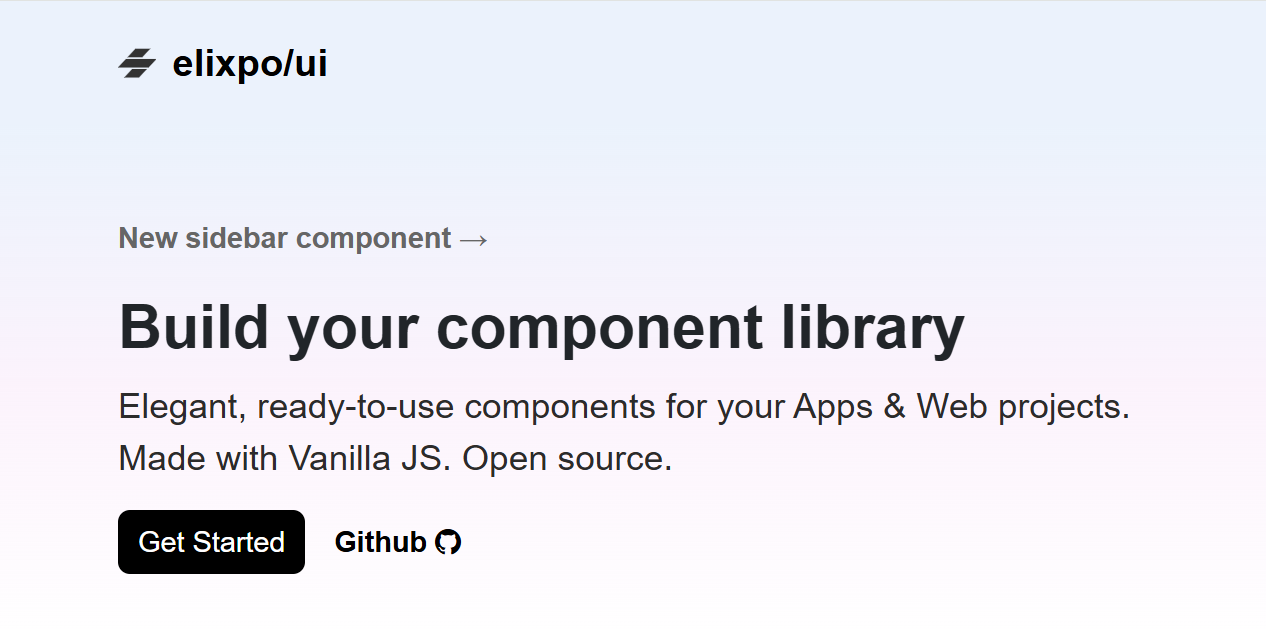 elixpo/ui
New sidebar component →
Build your component library
Elegant, ready-to-use components for your Apps & Web projects.
Made with Vanilla JS. Open source.
Get Started
Github